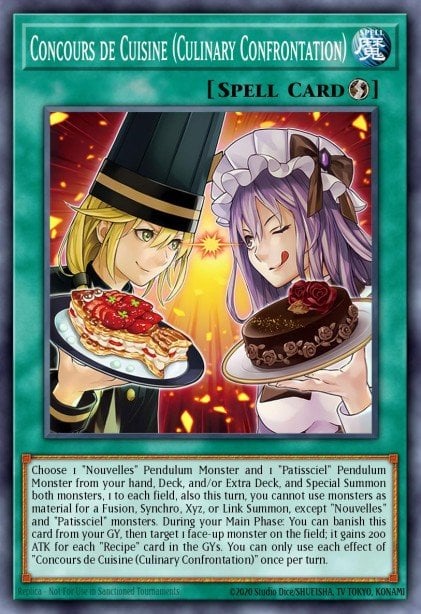 Concours de Cuisine (Culinary Confrontation)
SPELL
魔
[Spell Card]
Choose 1 "Nouvelles" Pendulum Monster and 1 "Patissciel" Pendulum
Monster from your hand, Deck, and/or Extra Deck, and Special Summon
both monsters, 1 to each field, also this turn, you cannot use monsters as
material for a Fusion, Synchro, Xyz, or Link Summon, except "Nouvelles"
and "Patissciel" monsters. During your Main Phase: You can banish
this card from your GY, then target 1 face-up monster on the field; it gains 200
ATK for each "Recipe" card in the GYs. You can only use each effect of
"Concours de Cuisine (Culinary Confrontation)" once per turn.
Replica - Not For Use in Sanctioned Tournaments
©2020 Studio Dice/SHUEISHA, TV TOKYO, KONAMI